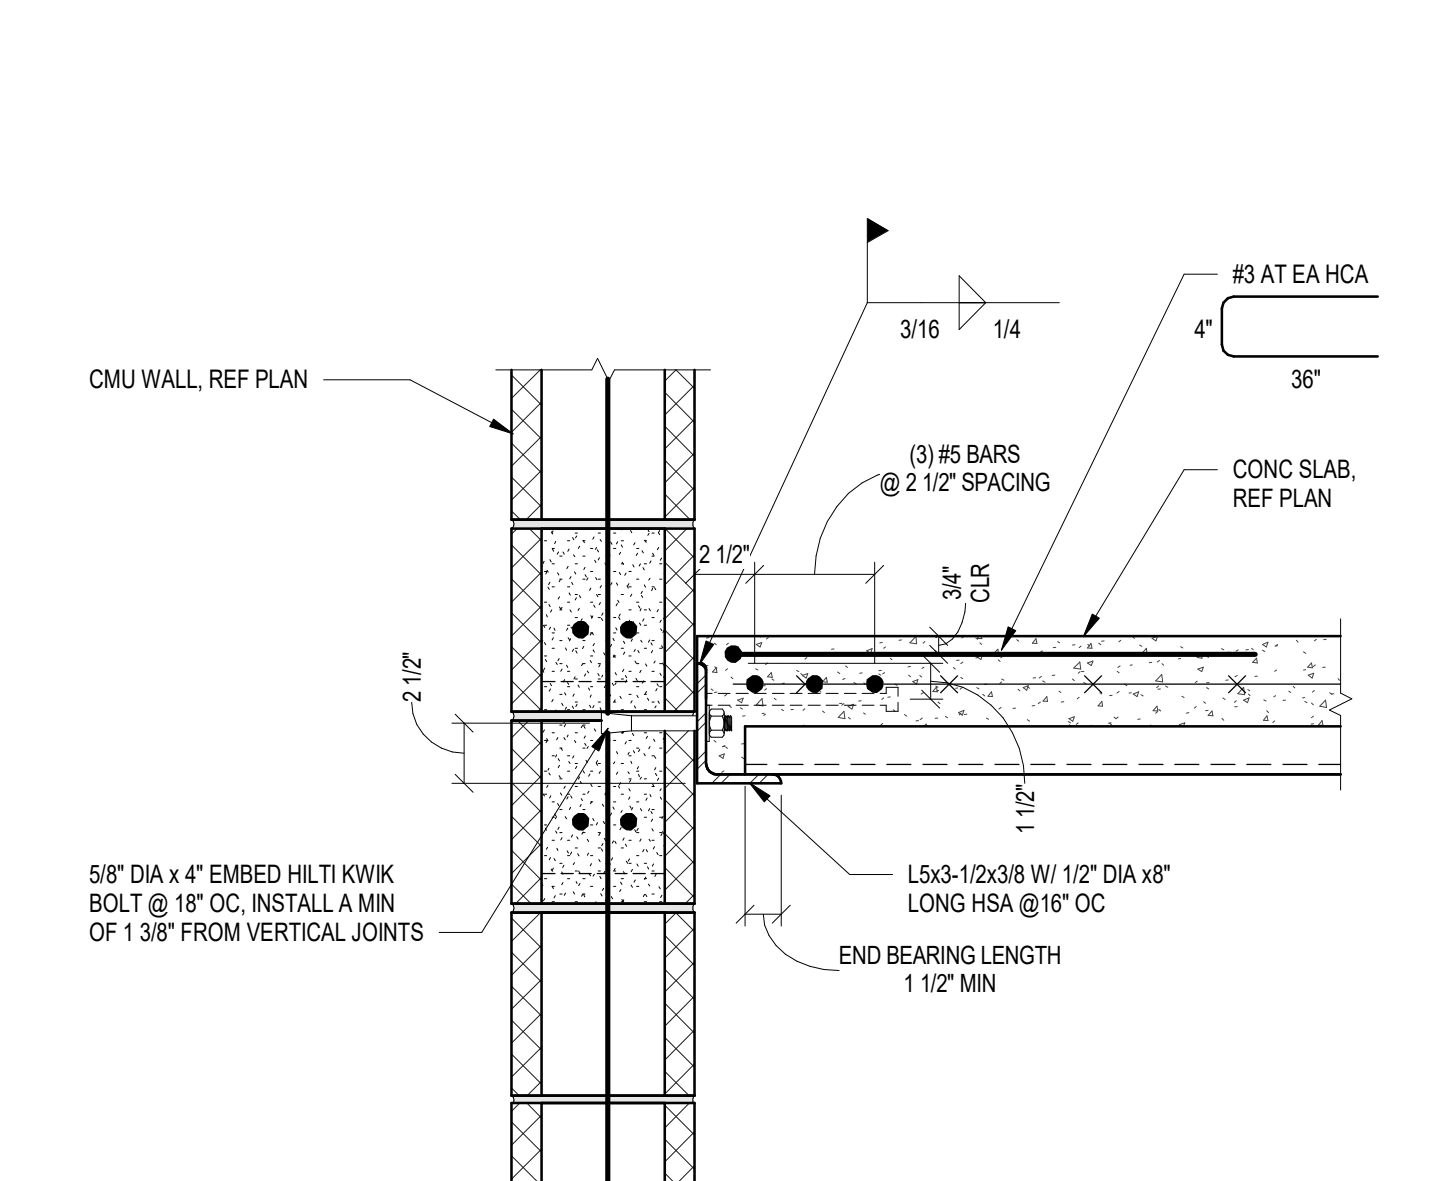 #3 AT EA HCA
4"
36"
3/16
1/4
CMU WALL, REF PLAN
(3) #5 BARS
@ 2 1/2" SPACING
CONC SLAB,
REF PLAN
2 1/2"
3/4"
CLR
2 1/2"
1 1/2"
5/8" DIA x 4" EMBED HILTI KWIK
BOLT @ 18" OC, INSTALL A MIN
OF 1 3/8" FROM VERTICAL JOINTS
L5x3-1/2x3/8 W/ 1/2" DIA x8"
LONG HSA @16" OC
END BEARING LENGTH
1 1/2" MIN